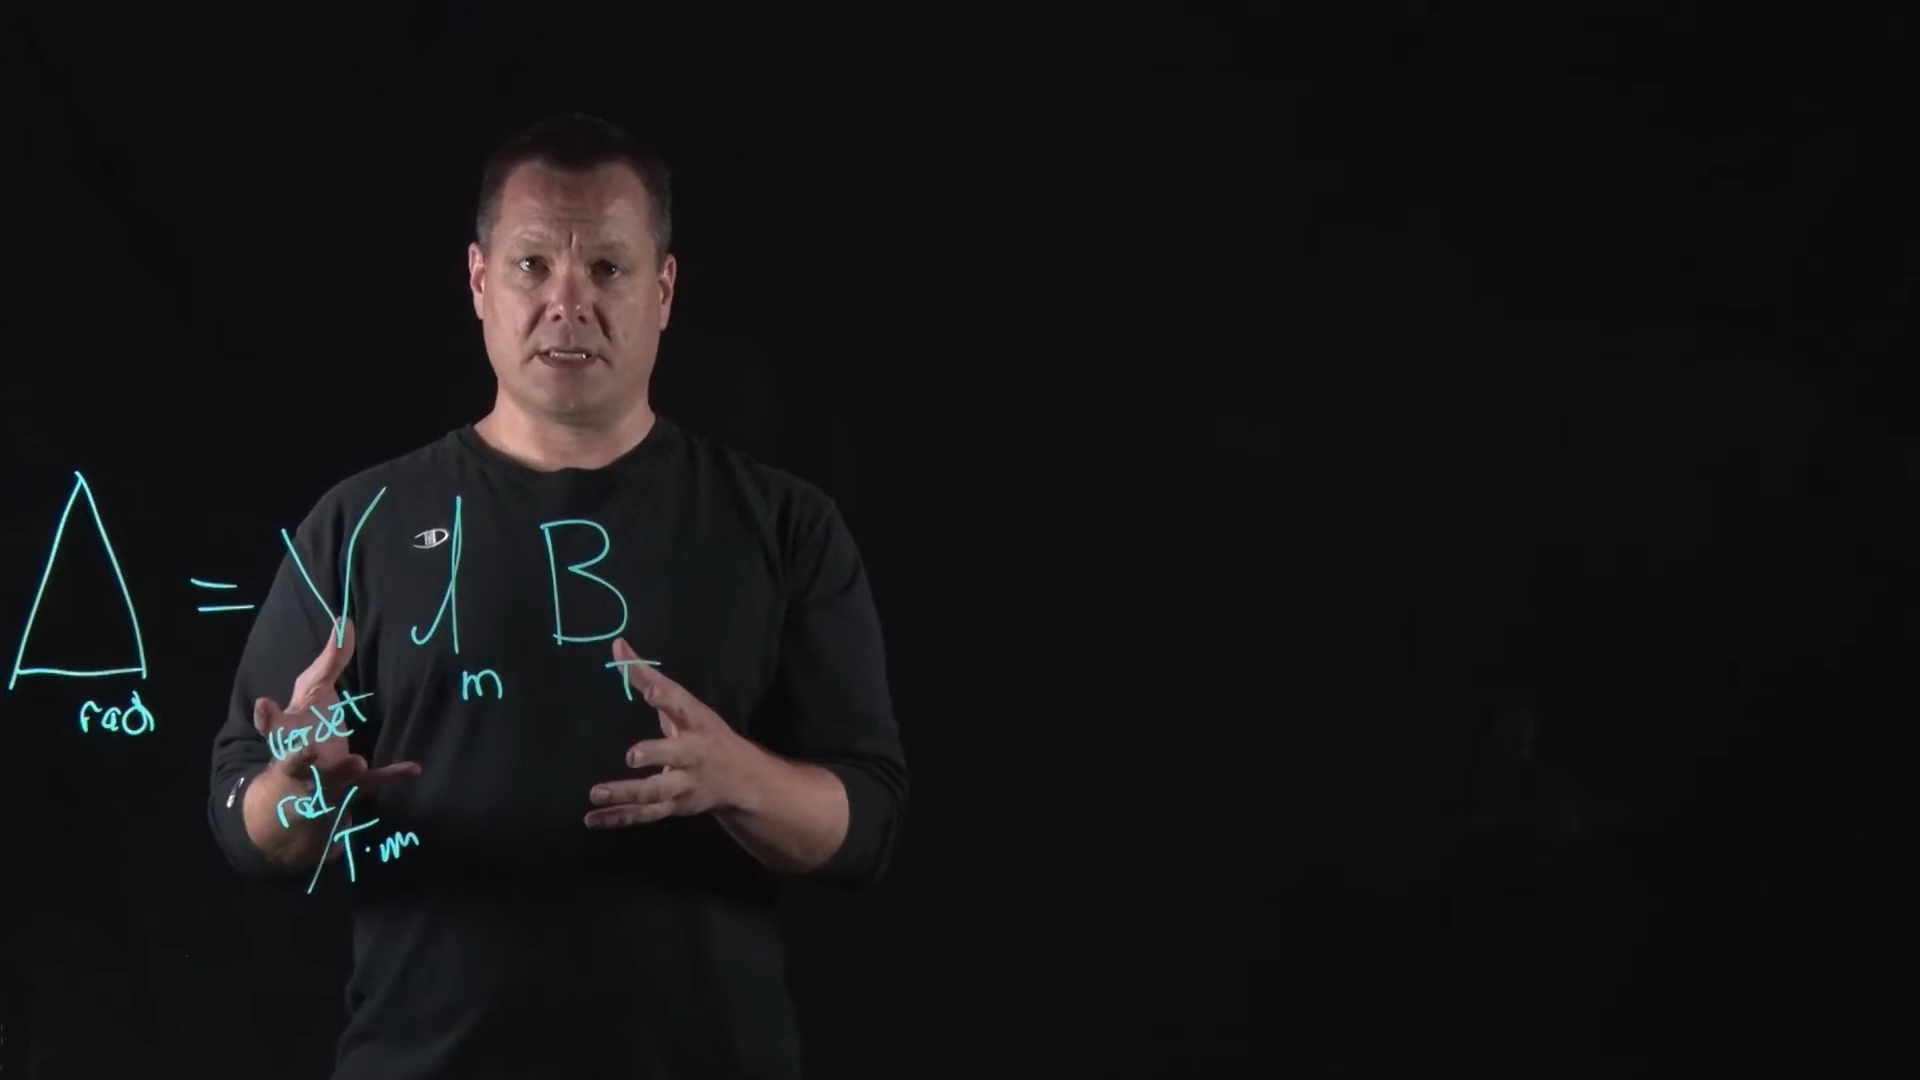 Δ = V l B
rad
m
T
verdet
rad
/T·m